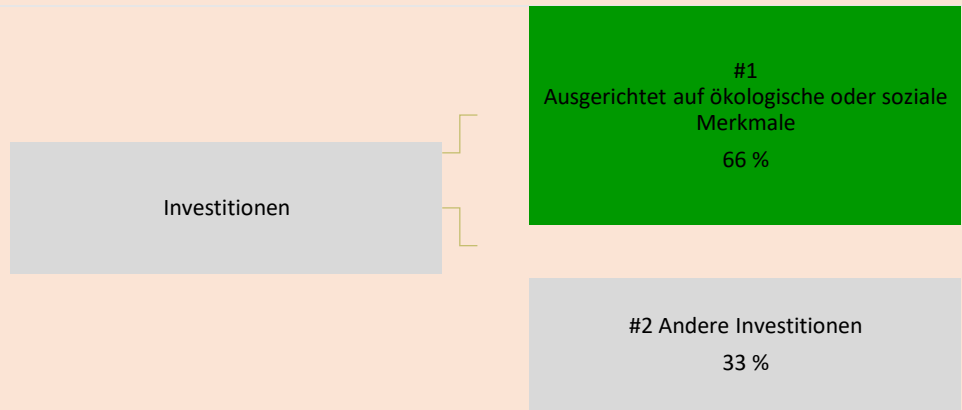 Investitionen
#1
Ausgerichtet auf ökologische oder soziale
Merkmale
66 %
#2 Andere Investitionen
33 %